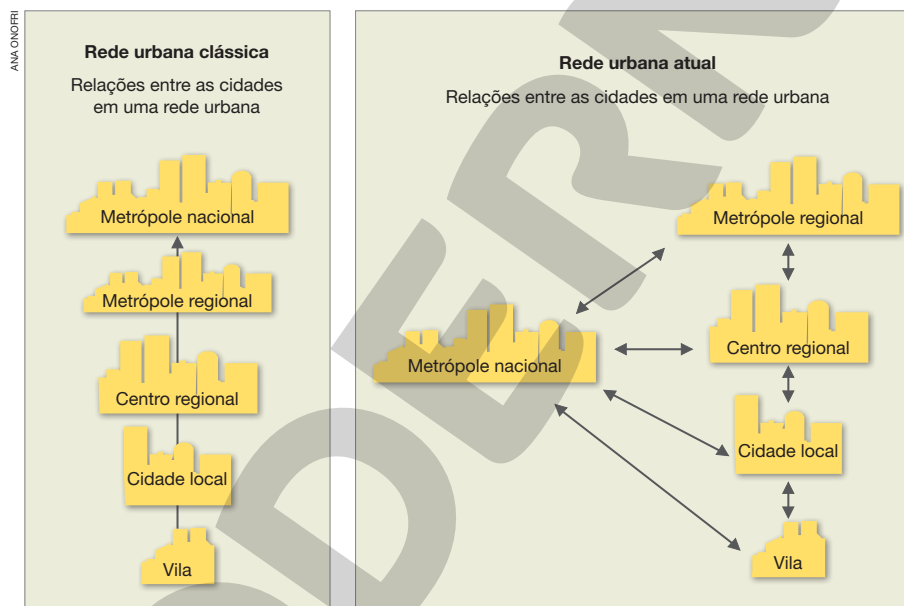 ANA ONOFRI
Rede urbana clássica
Relações entre as cidades
em uma rede urbana
Metrópole nacional
Metrópole regional
Centro regional
Cidade local
Vila
Rede urbana atual
Relações entre as cidades em uma rede urbana
Metrópole regional
Metrópole nacional
Centro regional
Cidade local
Vila